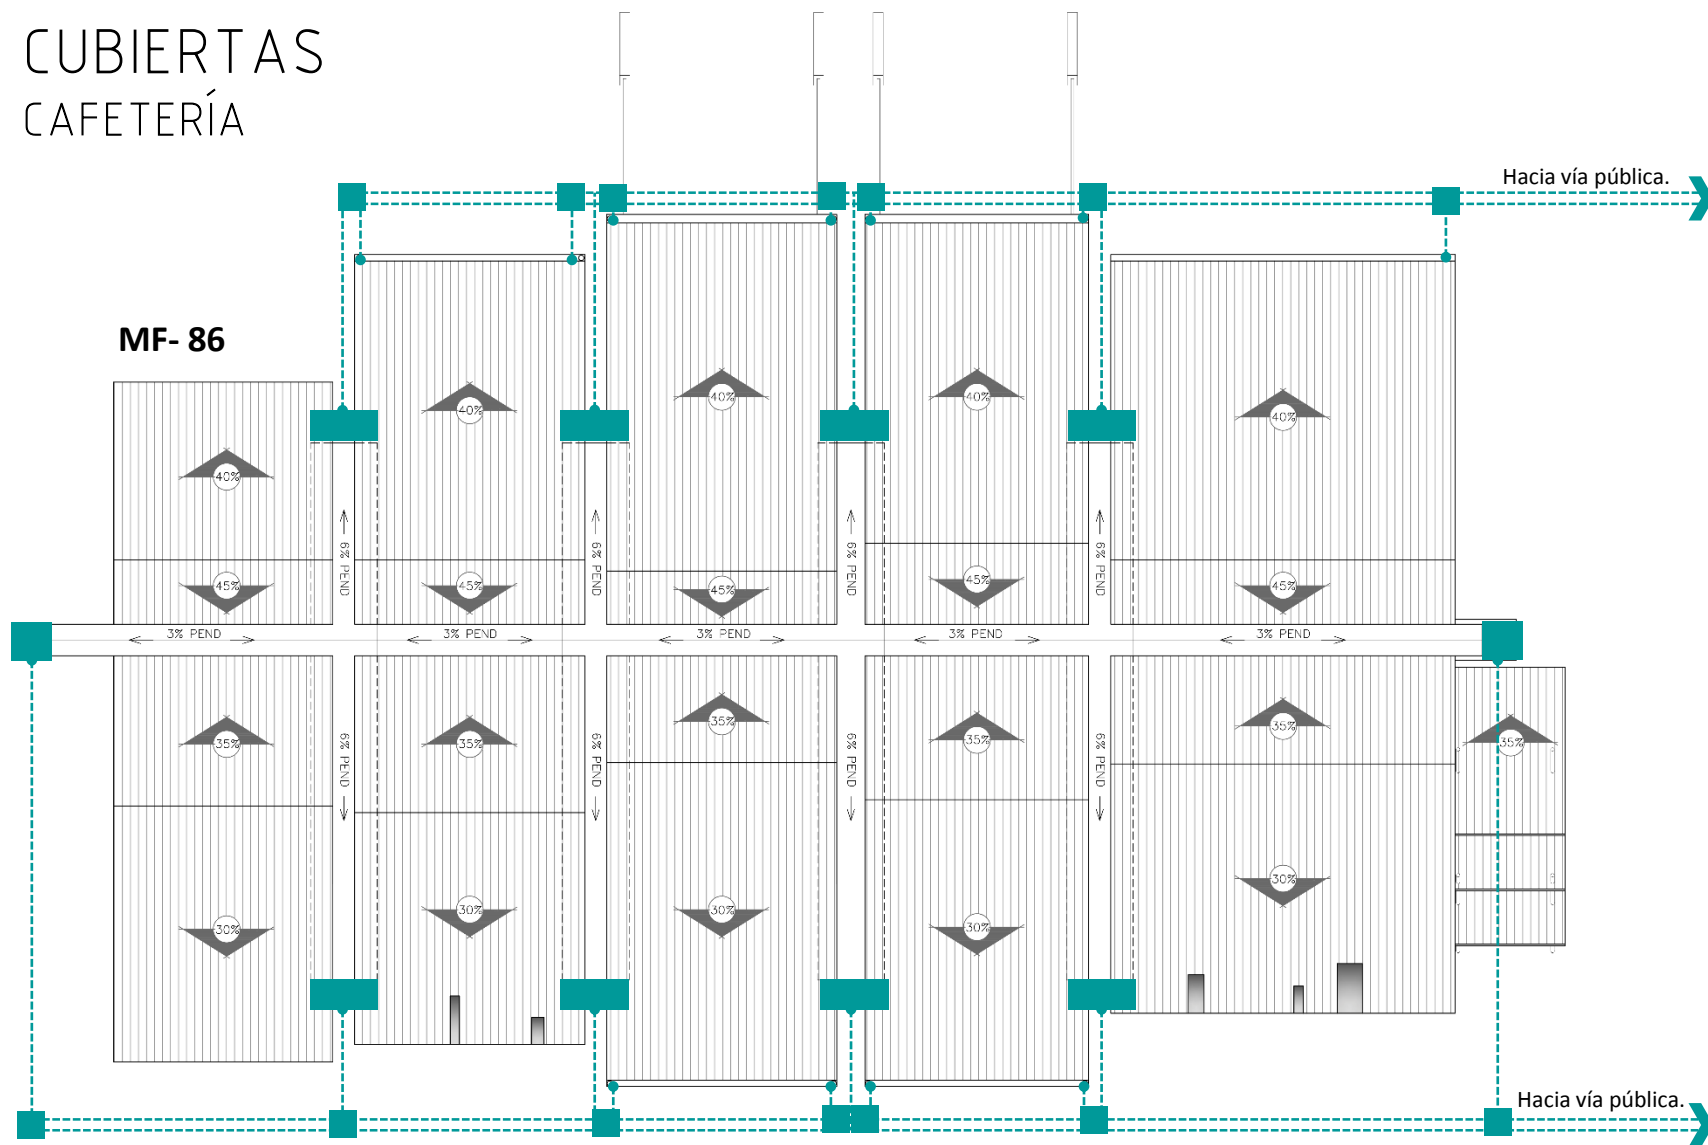 CUBIERTAS
CAFETERÍA
Hacia vía pública.
MF- 86
40%
40%
40%
40%
40%
6% PEND
6% PEND
6% PEND
6% PEND
45%
45%
45%
45%
45%
3% PEND
3% PEND
3% PEND
3% PEND
3% PEND
35%
35%
35%
35%
35%
35%
6% PEND
6% PEND
6% PEND
6% PEND
30%
30%
30%
30%
30%
Hacia vía pública.